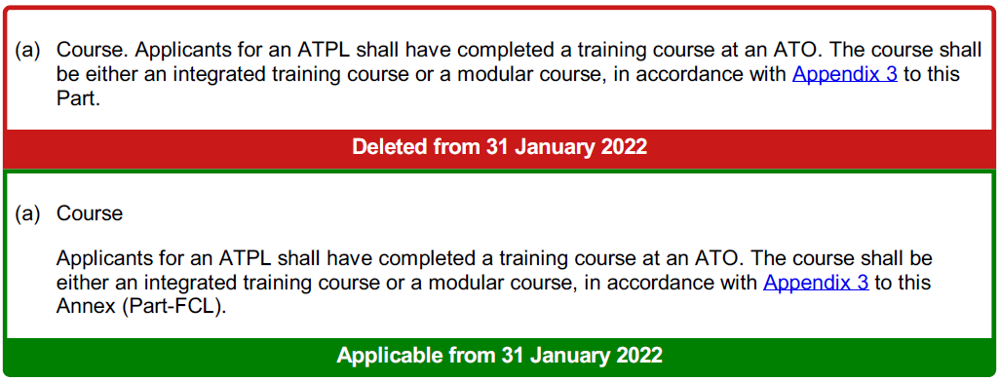 (a) Course. Applicants for an ATPL shall have completed a training course at an ATO. The course shall
be either an integrated training course or a modular course, in accordance with Appendix 3 to this
Part.
Deleted from 31 January 2022
(a) Course
Applicants for an ATPL shall have completed a training course at an ATO. The course shall be
either an integrated training course or a modular course, in accordance with Appendix 3 to this
Annex (Part-FCL).
Applicable from 31 January 2022